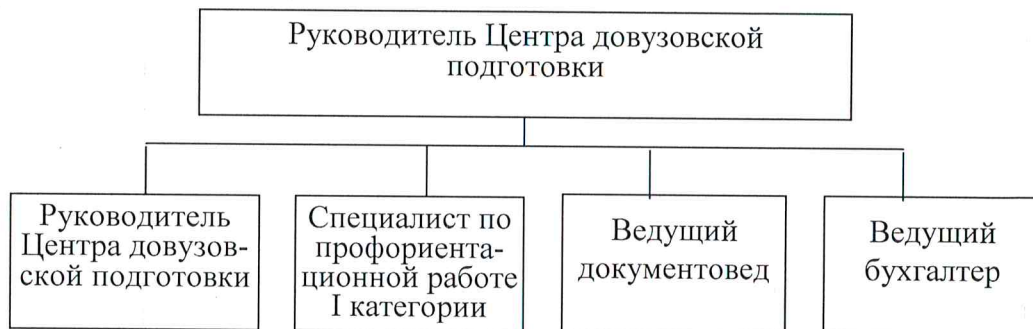 Руководитель Центра довузовской
подготовки
Руководитель
Центра довузов-
ской подготовки
Специалист по
профориента-
ционной работе
I категории
Ведущий
документовед
Ведущий
бухгалтер